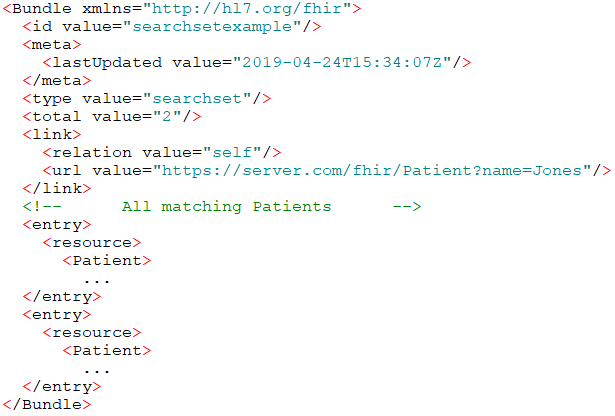 <Bundle xmlns="http://hl7.org/fhir">
  <id value="searchsetexample"/>
  <meta>
    <lastUpdated value="2019-04-24T15:34:07Z"/>
  </meta>
  <type value="searchset"/>
  <total value="2"/>
  <link>
    <relation value="self"/>
    <url value="https://server.com/fhir/Patient?name=Jones"/>
  </link>
  <!--      All matching Patients      -->
  <entry>
    <resource>
      <Patient>
        ...
  </entry>
  <entry>
    <resource>
      <Patient>
        ...
  </entry>
</Bundle>